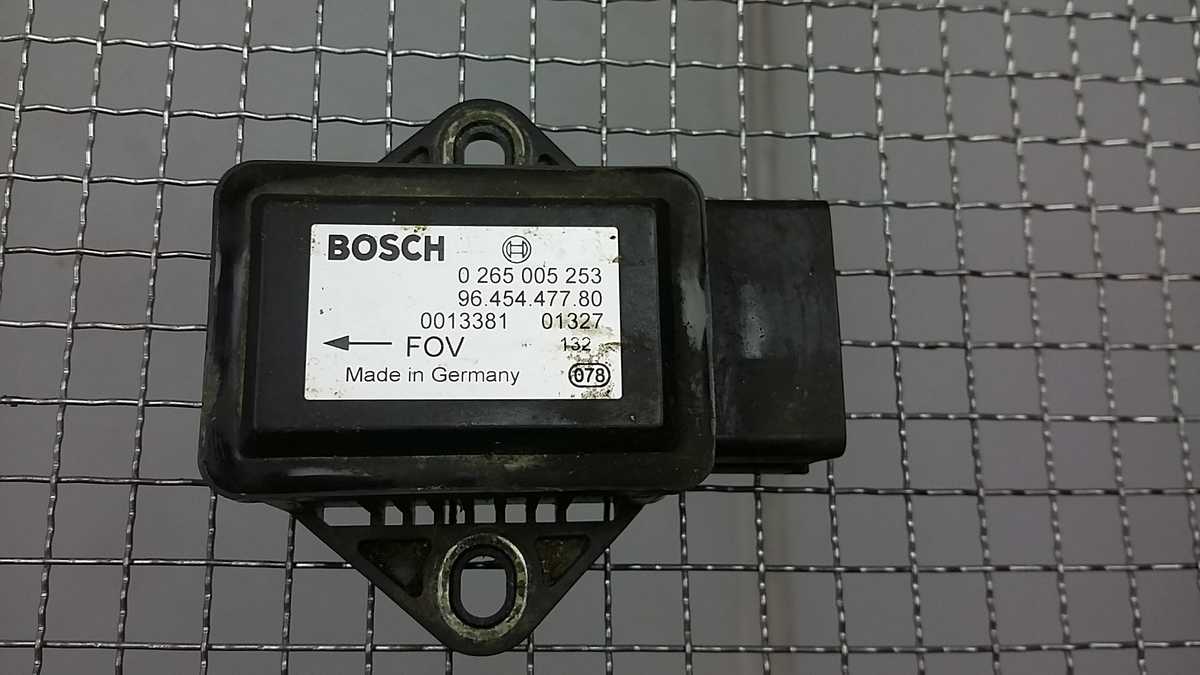 BOSCH
0 265 005 253
96.454.477.80
0013381 01327
FOV 132
Made in Germany 078